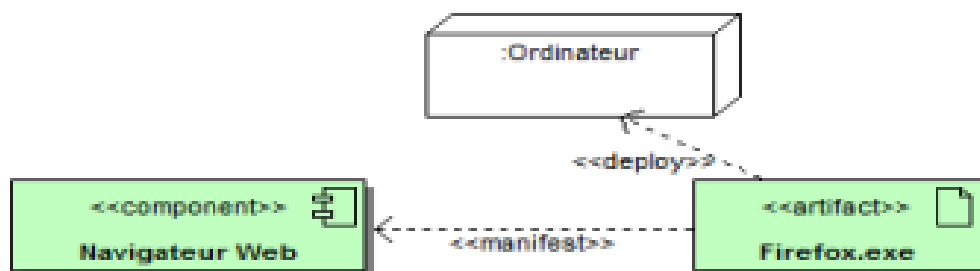 :Ordinateur
<<deploy>>
<<component>>
Navigateur Web
<<manifest>>
<<artifact>>
Firefox.exe